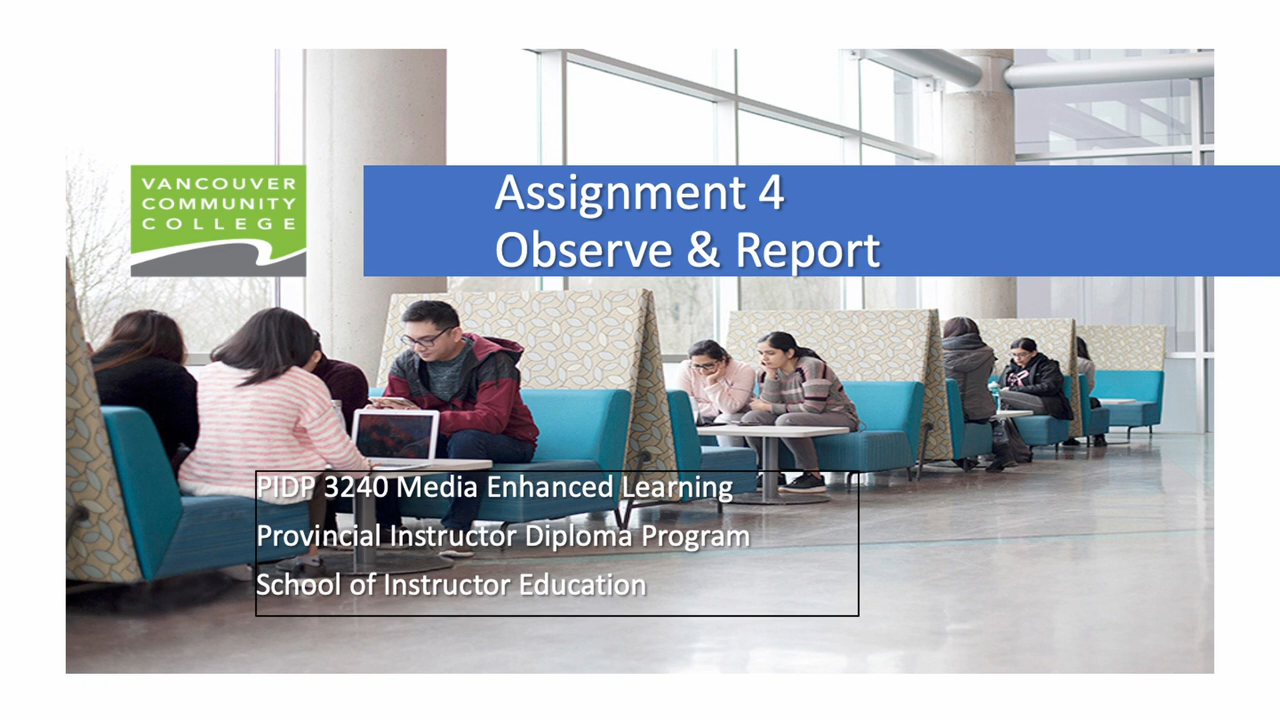 VANCOUVER
COMMUNITY
COLLEGE
Assignment 4
Observe & Report
PIDP 3240 Media Enhanced Learning
Provincial Instructor Diploma Program
School of Instructor Education